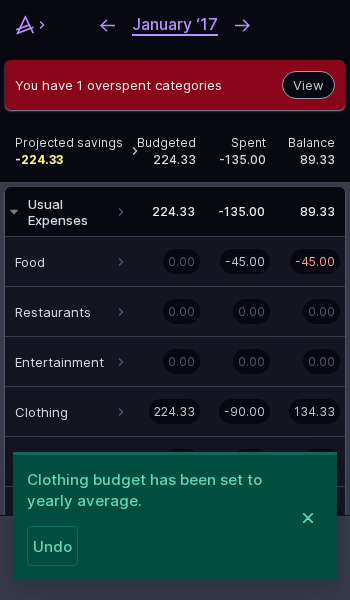 January ‘17
You have 1 overspent categories
View
Projected savings
-224.33
Budgeted
224.33
Spent
-135.00
Balance
89.33
Usual
Expenses
224.33
-135.00
89.33
Food
0.00
-45.00
-45.00
Restaurants
0.00
0.00
0.00
Entertainment
0.00
0.00
0.00
Clothing
224.33
-90.00
134.33
Clothing budget has been set to
yearly average.
Undo